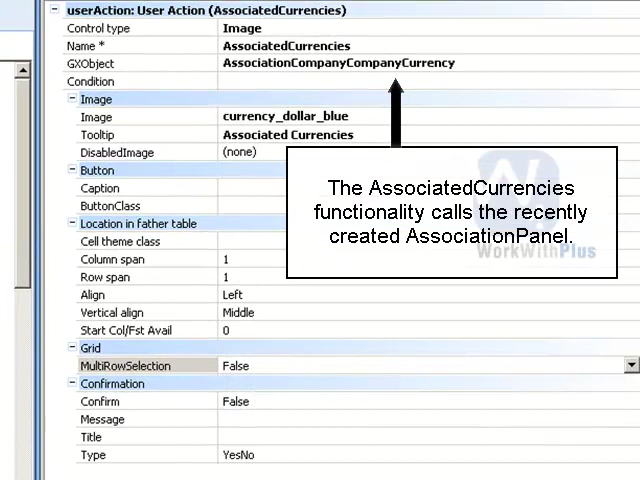 userAction: User Action (AssociatedCurrencies)
Control type Image
Name * AssociatedCurrencies
GXObject AssociationCompanyCompanyCurrency
Condition
Image
Image currency_dollar_blue
Tooltip Associated Currencies
DisabledImage (none)
Button
Caption
ButtonClass
Location in father table
Cell theme class
Column span 1
Row span 1
Align Left
Vertical align Middle
Start Col/Fst Avail 0
Grid
MultiRowSelection False
Confirmation
Confirm False
Message
Title
Type YesNo
The AssociatedCurrencies
functionality calls the recently
created AssociationPanel.
WorkWithPlus